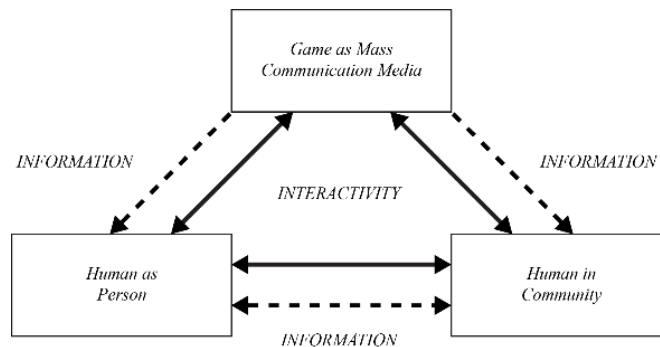 Game as Mass
Communication Media
INFORMATION
INFORMATION
INTERACTIVITY
Human as
Person
Human in
Community
INFORMATION